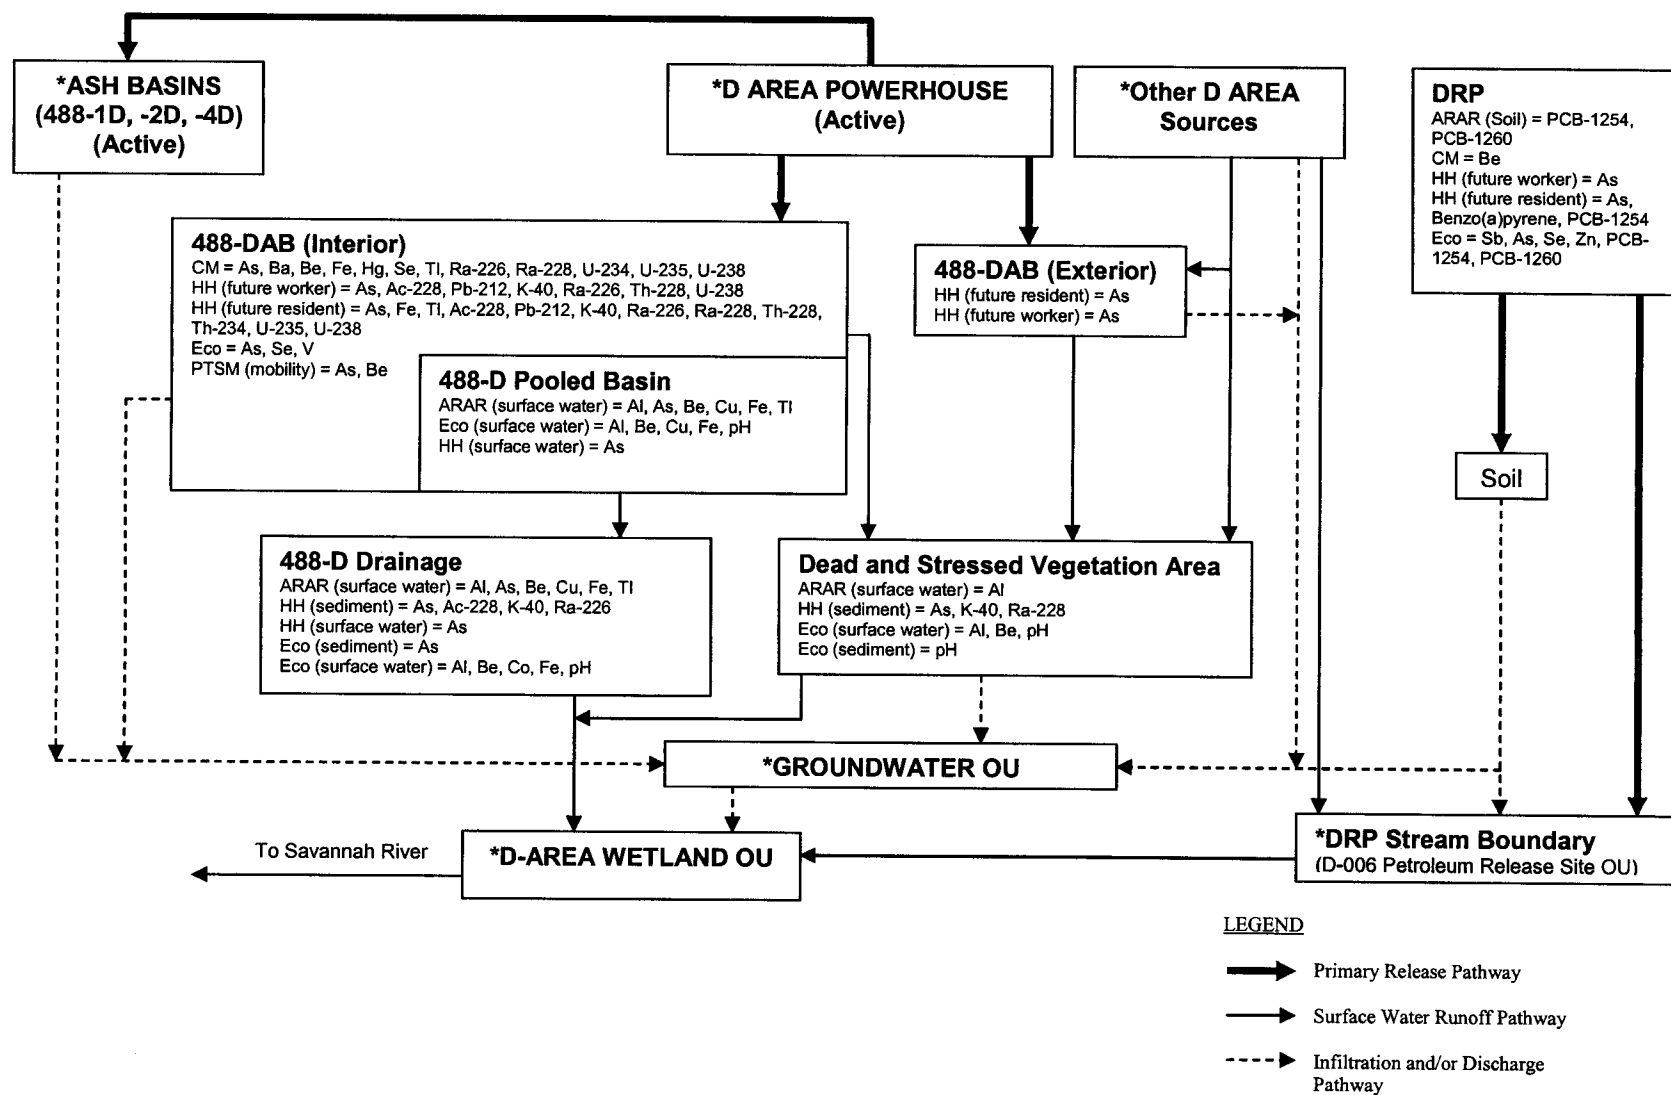 *ASH BASINS
(488-1D, -2D, -4D)
(Active)
*D AREA POWERHOUSE
(Active)
*Other D AREA
Sources
DRP
ARAR (Soil) = PCB-1254,
PCB-1260
CM = Be
HH (future worker) = As
HH (future resident) = As,
Benzo(a)pyrene, PCB-1254
Eco = Sb, As, Se, Zn, PCB-
1254, PCB-1260
488-DAB (Interior)
CM = As, Ba, Be, Fe, Hg, Se, Tl, Ra-226, Ra-228, U-234, U-235, U-238
HH (future worker) = As, Ac-228, Pb-212, K-40, Ra-226, Th-228, U-238
HH (future resident) = As, Fe, Tl, Ac-228, Pb-212, K-40, Ra-226, Ra-228, Th-228,
Th-234, U-235, U-238
Eco = As, Se, V
PTSM (mobility) = As, Be
488-DAB (Exterior)
HH (future resident) = As
HH (future worker) = As
488-D Pooled Basin
ARAR (surface water) = Al, As, Be, Cu, Fe, Tl
Eco (surface water) = Al, Be, Cu, Fe, pH
HH (surface water) = As
Soil
488-D Drainage
ARAR (surface water) = Al, As, Be, Cu, Fe, Tl
HH (sediment) = As, Ac-228, K-40, Ra-226
HH (surface water) = As
Eco (sediment) = As
Eco (surface water) = Al, Be, Co, Fe, pH
Dead and Stressed Vegetation Area
ARAR (surface water) = Al
HH (sediment) = As, K-40, Ra-228
Eco (surface water) = Al, Be, pH
Eco (sediment) = pH
*GROUNDWATER OU
To Savannah River
*D-AREA WETLAND OU
*DRP Stream Boundary
(D-006 Petroleum Release Site OU)
LEGEND
Primary Release Pathway
Surface Water Runoff Pathway
Infiltration and/or Discharge
Pathway